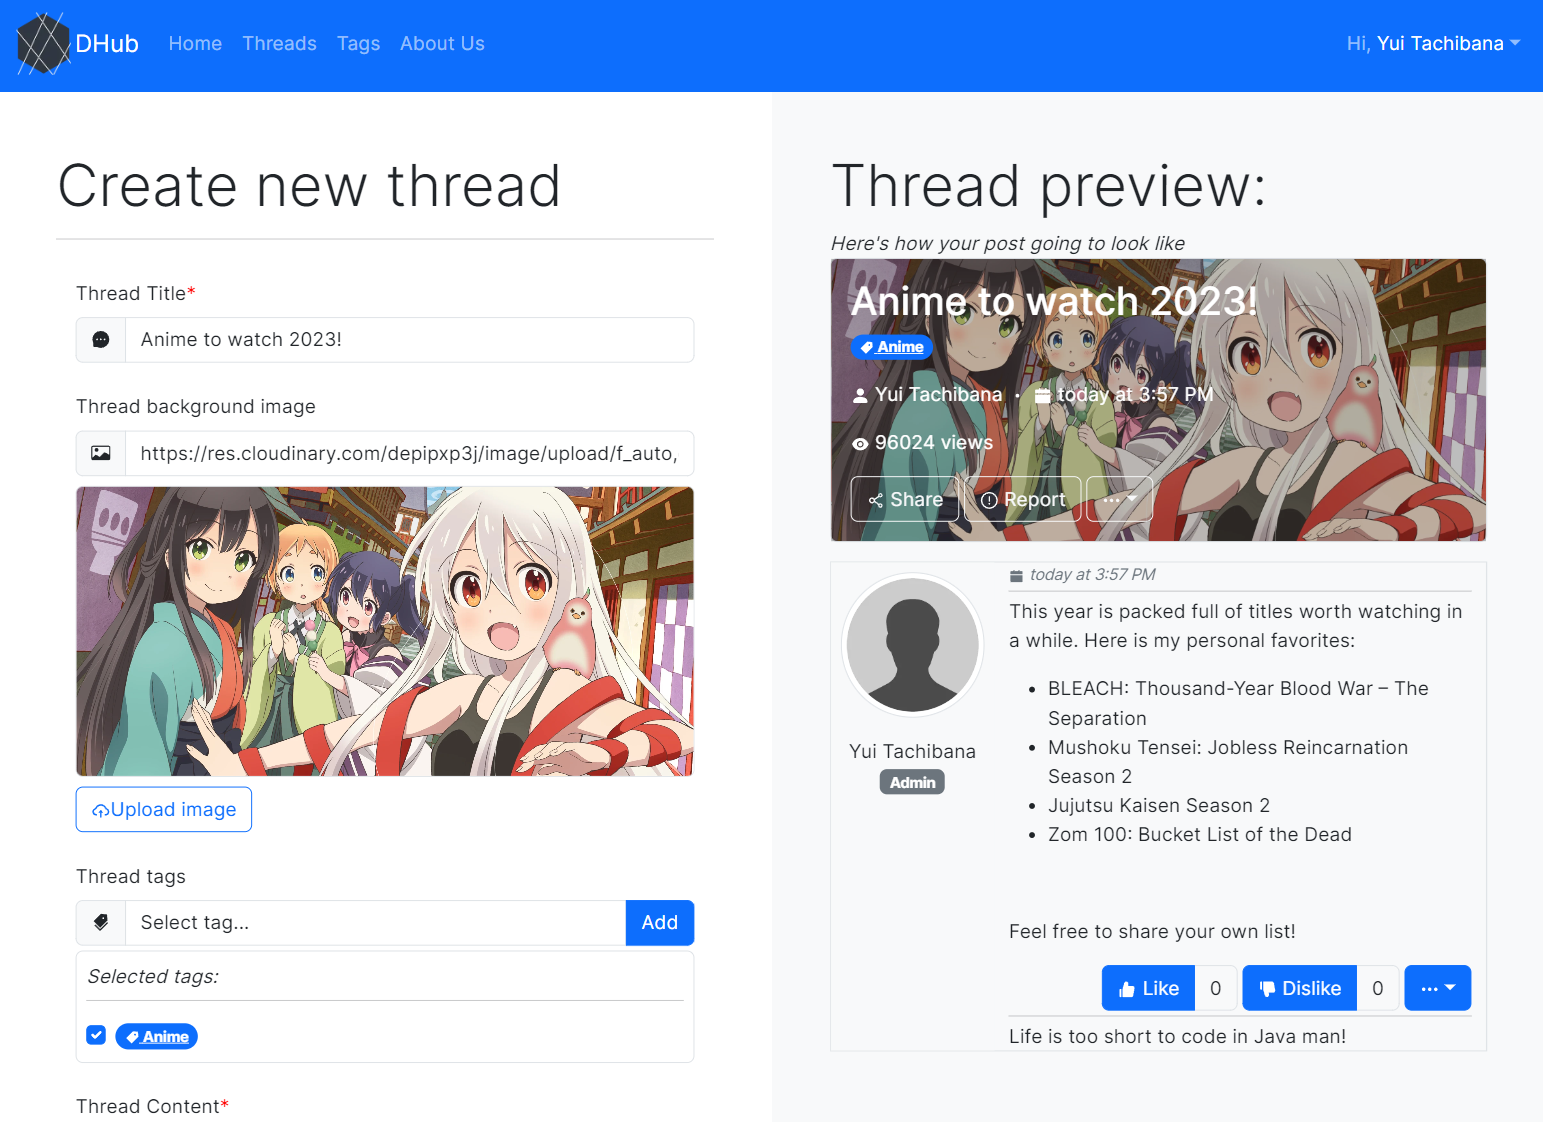 DHub Home Threads Tags About Us Hi, Yui Tachibana
Create new thread
Thread Title*
Anime to watch 2023!
Thread background image
https://res.cloudinary.com/depipxp3j/image/upload/f_auto,
Upload image
Thread tags
Select tag... Add
Selected tags:
Anime
Thread Content*
Thread preview:
Here's how your post going to look like
Anime to watch 2023!
Anime
Yui Tachibana • today at 3:57 PM
96024 views
Share Report ...
today at 3:57 PM
Yui Tachibana
Admin
This year is packed full of titles worth watching in
a while. Here is my personal favorites:
• BLEACH: Thousand-Year Blood War – The
Separation
• Mushoku Tensei: Jobless Reincarnation
Season 2
• Jujutsu Kaisen Season 2
• Zom 100: Bucket List of the Dead
Feel free to share your own list!
Like 0 Dislike 0 ...
Life is too short to code in Java man!